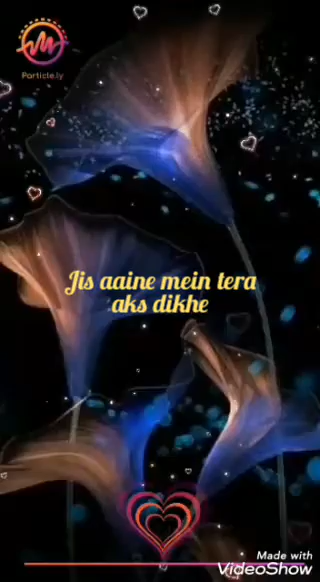 Particle.ly
Jis aaine mein tera
aks dikhe
Made with
VideoShow